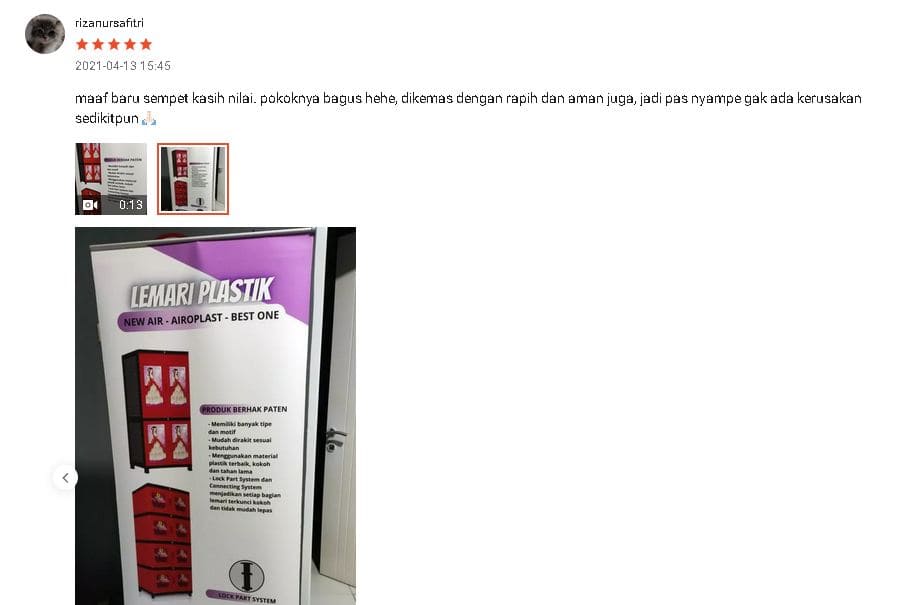 rizanursafitri
2021-04-13 15:45
maaf baru sempet kasih nilai. pokoknya bagus hehe, dikemas dengan rapih dan aman juga, jadi pas nyampe gak ada kerusakan
sedikitpun 🙏🏻
0:13
LEMARI PLASTIK
NEW AIR - AIROPLAST - BEST ONE
PRODUK BERHAK PATEN
- Memiliki banyak tipe
dan motif
- Mudah dirakit sesuai
kebutuhan
- Menggunakan material
plastik terbaik, kokoh
dan tahan lama
- Lock Part System dan
Connecting System
menjadikan setiap bagian
lemari terkunci kokoh
dan tidak mudah lepas
LOCK PART SYSTEM